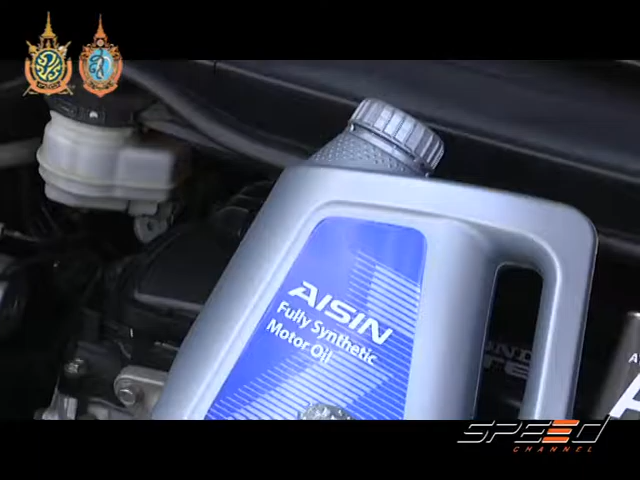 AISIN
Fully Synthetic
Motor Oil
SPEED
CHANNEL